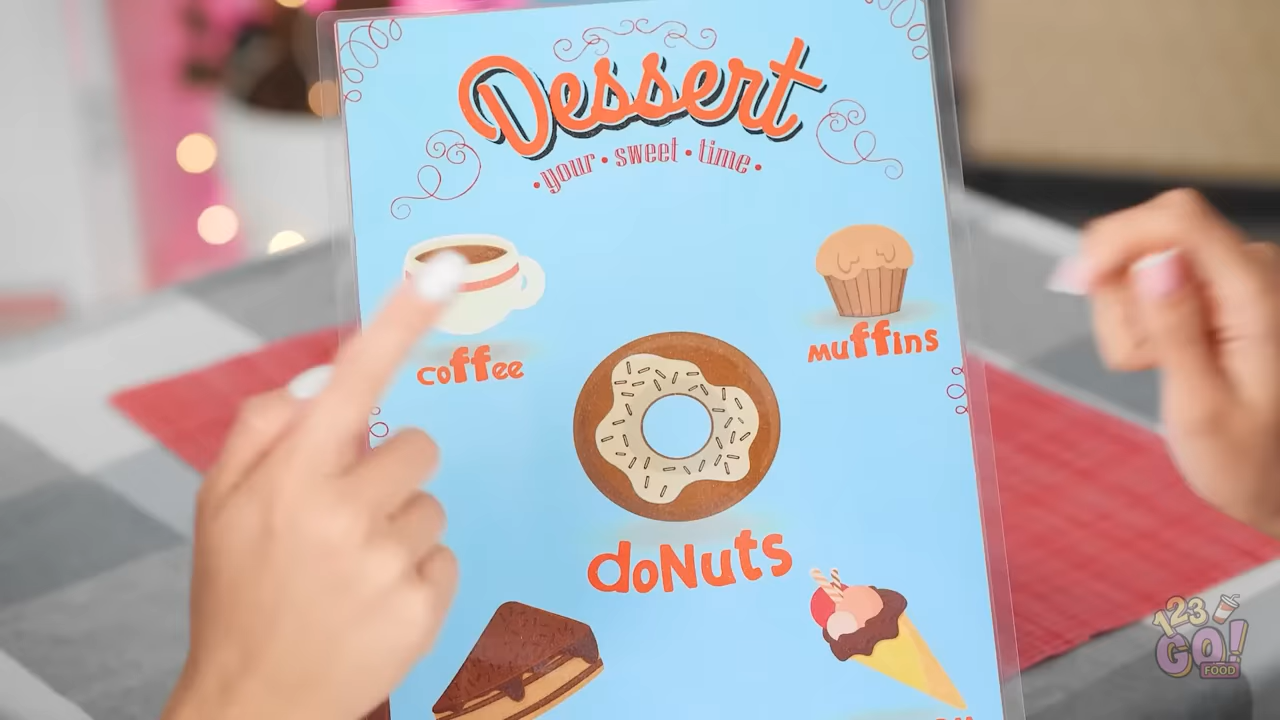 Dessert
•your•sweet•time•
coffee
muffins
doNuts
123
GO!
FOOD